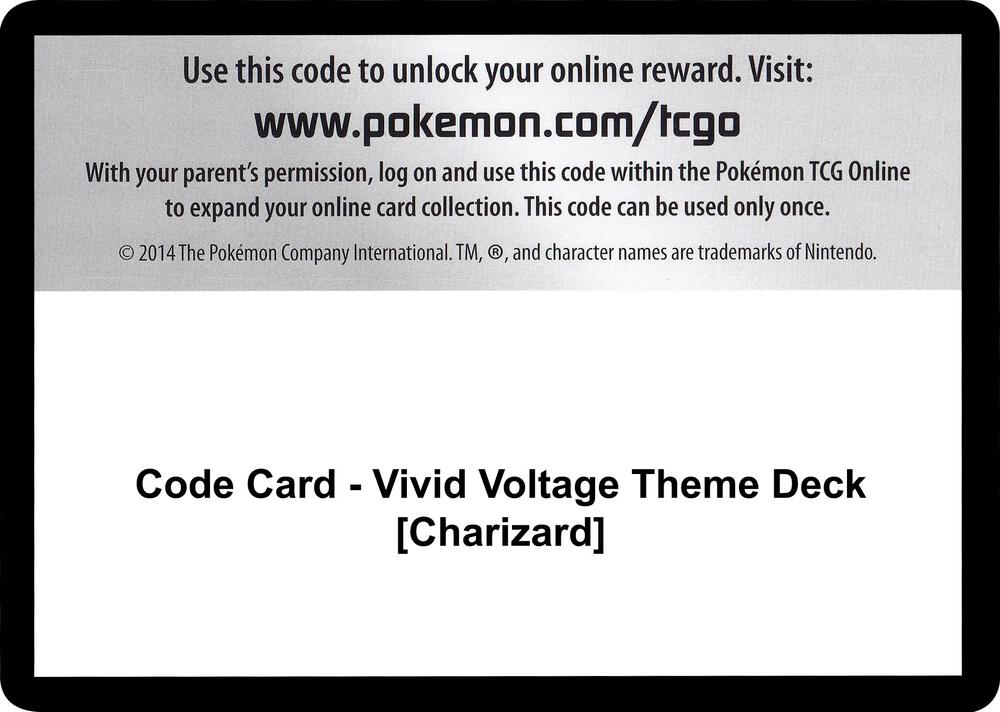 Use this code to unlock your online reward. Visit:
www.pokemon.com/tcgo
With your parent's permission, log on and use this code within the Pokémon TCG Online
to expand your online card collection. This code can be used only once.
© 2014 The Pokémon Company International. TM, ®, and character names are trademarks of Nintendo.
Code Card - Vivid Voltage Theme Deck
[Charizard]